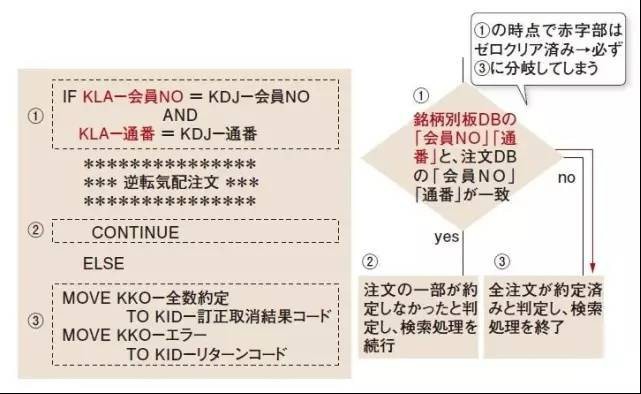 ①の時点で赤字部は
ゼロクリア済み→必ず
③に分岐してしまう
①
IF KLAー会員NO = KDJー会員NO
AND
KLAー通番 = KDJー通番
***************
*** 逆転気配注文 ***
***************
②
CONTINUE
ELSE
③
MOVE KKOー全数約定
TO KIDー訂正取消結果コード
MOVE KKOーエラー
TO KIDーリターンコード
①
銘柄別板DBの
「会員NO」「通
番」と、注文DB
の「会員NO」
「通番」が一致
no
yes
②
注文の一部が約
定しなかったと判
定し、検索処理を
続行
③
全注文が約定済
みと判定し、検索
処理を終了